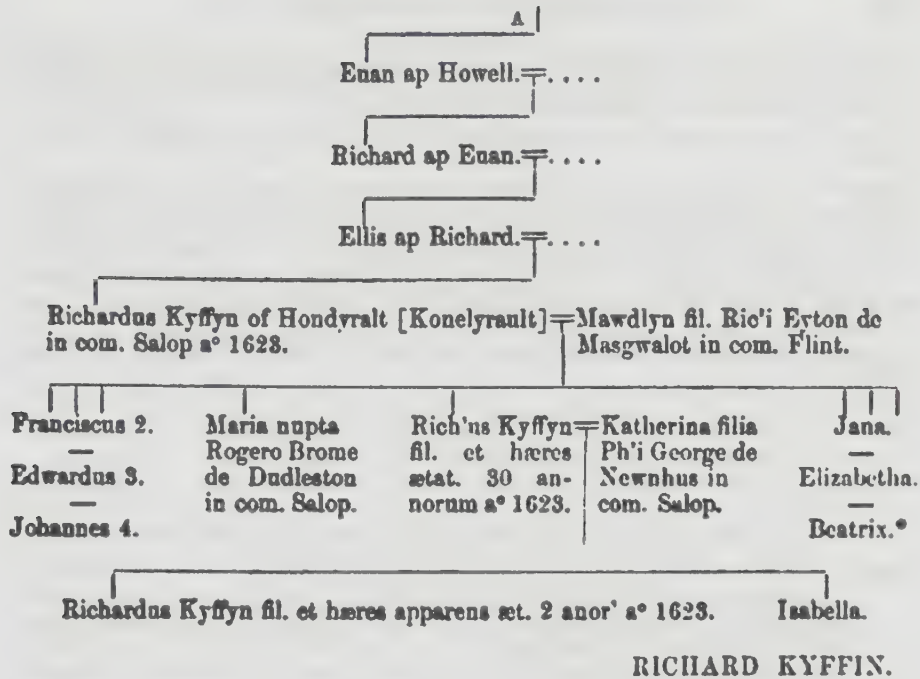 A
Euan ap Howell.=. . . .
Richard ap Euan.=. . . .
Ellis ap Richard.=. . . .
Richardus Kyffyn of Hondyralt [Konelyrault]=Mawdlyn fil. Ric'i Eyton de
in com. Salop aº 1623. Masgwalot in com. Flint.
Franciscus 2. Maria nupta Rich'us Kyffyn=Katherina filia Jana.
Rogero Brome fil. et hæres Ph'i George de
Edwardus 3. de Dudleston ætat. 30 an- Newnhus in Elizabetha.
in com. Salop. norum aº 1623. com. Salop.
Johannes 4. Beatrix.*
Richardus Kyffyn fil. et hæres apparens æt. 2 anor' aº 1623. Isabella.
RICHARD KYFFIN.